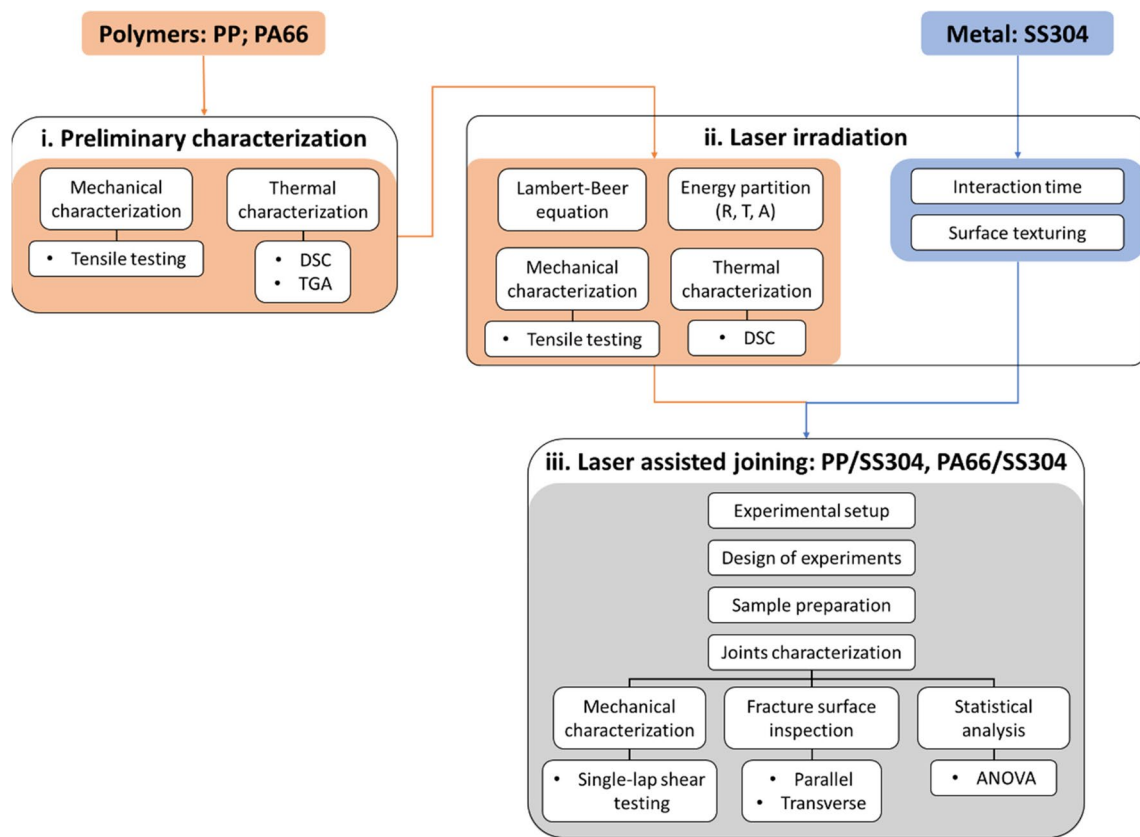 Polymers: PP; PA66
Metal: SS304
i. Preliminary characterization
Mechanical
characterization
• Tensile testing
Thermal
characterization
• DSC
• TGA
ii. Laser irradiation
Lambert-Beer
equation
Energy partition
(R, T, A)
Mechanical
characterization
• Tensile testing
Thermal
characterization
• DSC
Interaction time
Surface texturing
iii. Laser assisted joining: PP/SS304, PA66/SS304
Experimental setup
Design of experiments
Sample preparation
Joints characterization
Mechanical
characterization
• Single-lap shear
testing
Fracture surface
inspection
• Parallel
• Transverse
Statistical
analysis
• ANOVA